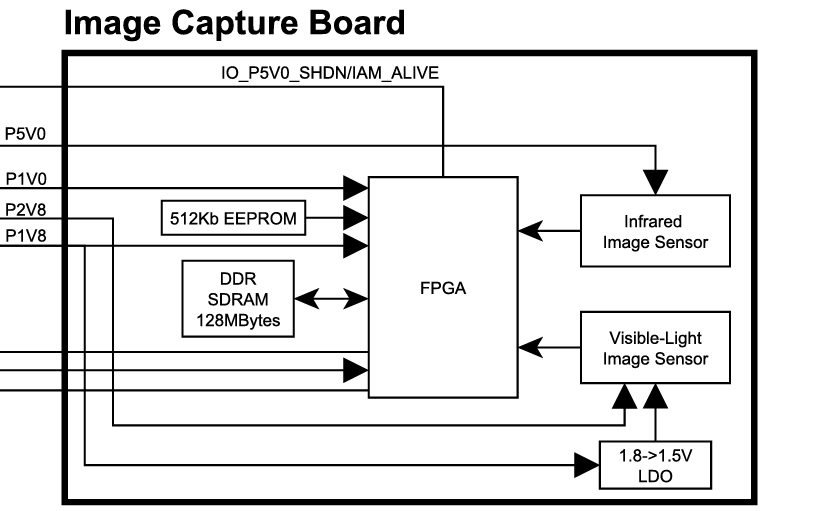 Image Capture Board
IO_P5V0_SHDN/IAM_ALIVE
P5V0
P1V0
P2V8
P1V8
512Kb EEPROM
DDR
SDRAM
128MBytes
FPGA
Infrared
Image Sensor
Visible-Light
Image Sensor
1.8->1.5V
LDO